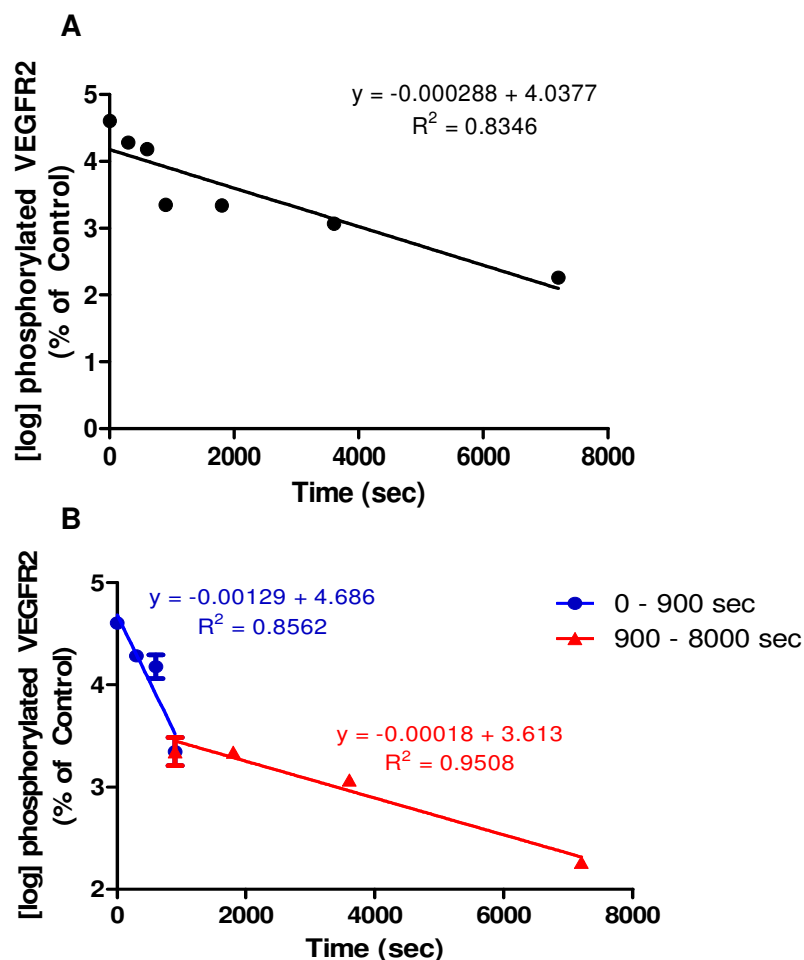 A
[log] phosphorylated VEGFR2
(% of Control)
5
4
3
2
1
0
y = -0.000288 + 4.0377
R² = 0.8346
0 2000 4000 6000 8000
Time (sec)
B
[log] phosphorylated VEGFR2
(% of Control)
5
4
3
2
y = -0.00129 + 4.686
R² = 0.8562
0 - 900 sec
900 - 8000 sec
y = -0.00018 + 3.613
R² = 0.9508
0 2000 4000 6000 8000
Time (sec)